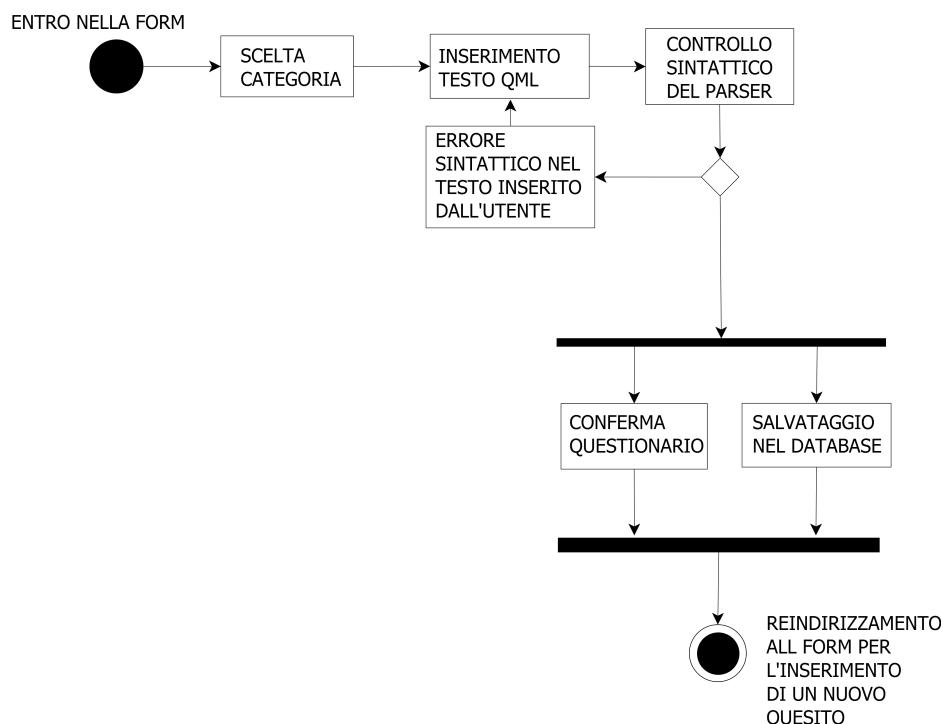 ENTRO NELLA FORM
SCELTA
CATEGORIA
INSERIMENTO
TESTO QML
CONTROLLO
SINTATTICO
DEL PARSER
ERRORE
SINTATTICO NEL
TESTO INSERITO
DALL'UTENTE
CONFERMA
QUESTIONARIO
SALVATAGGIO
NEL DATABASE
REINDIRIZZAMENTO
ALL FORM PER
L'INSERIMENTO
DI UN NUOVO
QUESITO